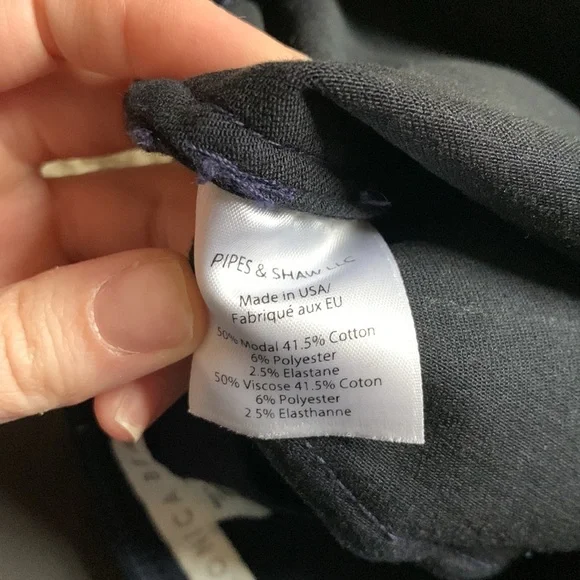 PIPES & SHAW LLC
Made in USA/
Fabriqué aux EU
50% Modal 41.5% Cotton
6% Polyester
2.5% Elastane
50% Viscose 41.5% Coton
6% Polyester
2.5% Elasthanne